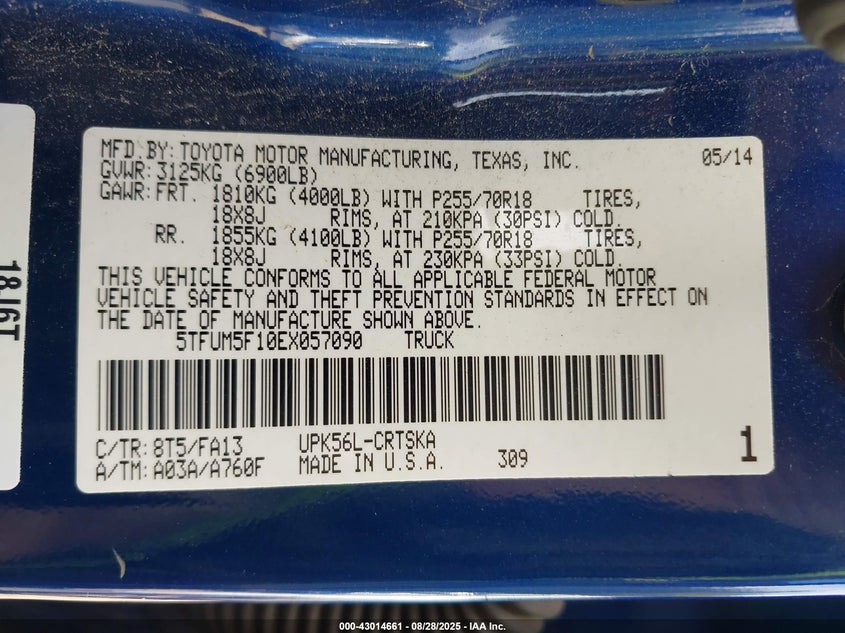 MFD.BY:TOYOTA MOTOR MANUFACTURING, TEXAS, INC. 05/14
GVWR:3125KG (6900LB)
GAWR:FRT. 1810KG (4000LB) WITH P255/70R18 TIRES,
18X8J RIMS, AT 210KPA (30PSI) COLD.
RR. 1855KG (4100LB) WITH P255/70R18 TIRES,
18X8J RIMS, AT 230KPA (33PSI) COLD.
THIS VEHICLE CONFORMS TO ALL APPLICABLE FEDERAL MOTOR
VEHICLE SAFETY AND THEFT PREVENTION STANDARDS IN EFFECT ON
THE DATE OF MANUFACTURE SHOWN ABOVE.
5TFUM5F10EX057090 TRUCK
C/TR:8T5/FA13 UPK56L-CRTSKA
A/TM:A03A/A760F MADE IN U.S.A. 309 1
000-43014661 | 08/28/2025 | IAA Inc.